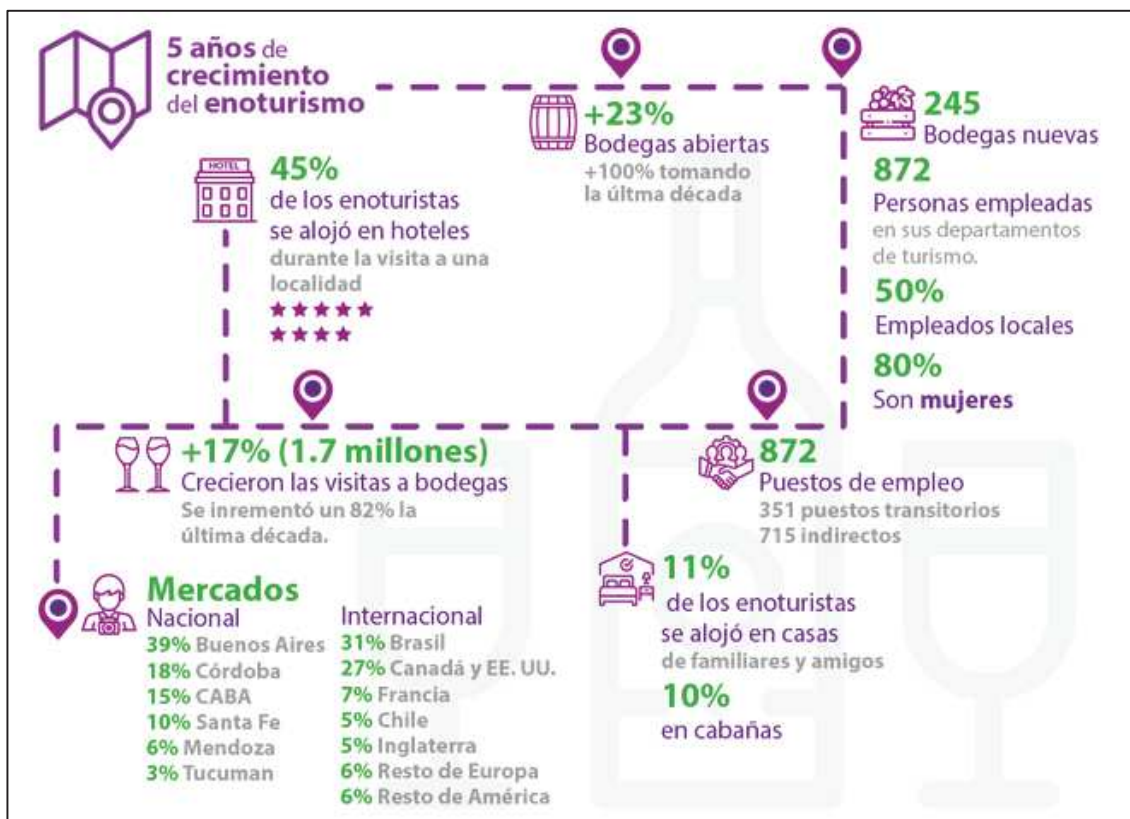 5 años de
crecimiento
del enoturismo
HOTEL
45%
de los enoturistas
se alojó en hoteles
durante la visita a una
localidad
+23%
Bodegas abiertas
+100% tomando
la últma década
245
Bodegas nuevas
872
Personas empleadas
en sus departamentos
de turismo.
50%
Empleados locales
80%
Son mujeres
+17% (1.7 millones)
Crecieron las visitas a bodegas
Se inrementó un 82% la
última década.
872
Puestos de empleo
351 puestos transitorios
715 indirectos
11%
de los enoturistas
se alojó en casas
de familiares y amigos
10%
en cabañas
Mercados
Nacional
39% Buenos Aires
18% Córdoba
15% CABA
10% Santa Fe
6% Mendoza
3% Tucuman
Internacional
31% Brasil
27% Canadá y EE. UU.
7% Francia
5% Chile
5% Inglaterra
6% Resto de Europa
6% Resto de América